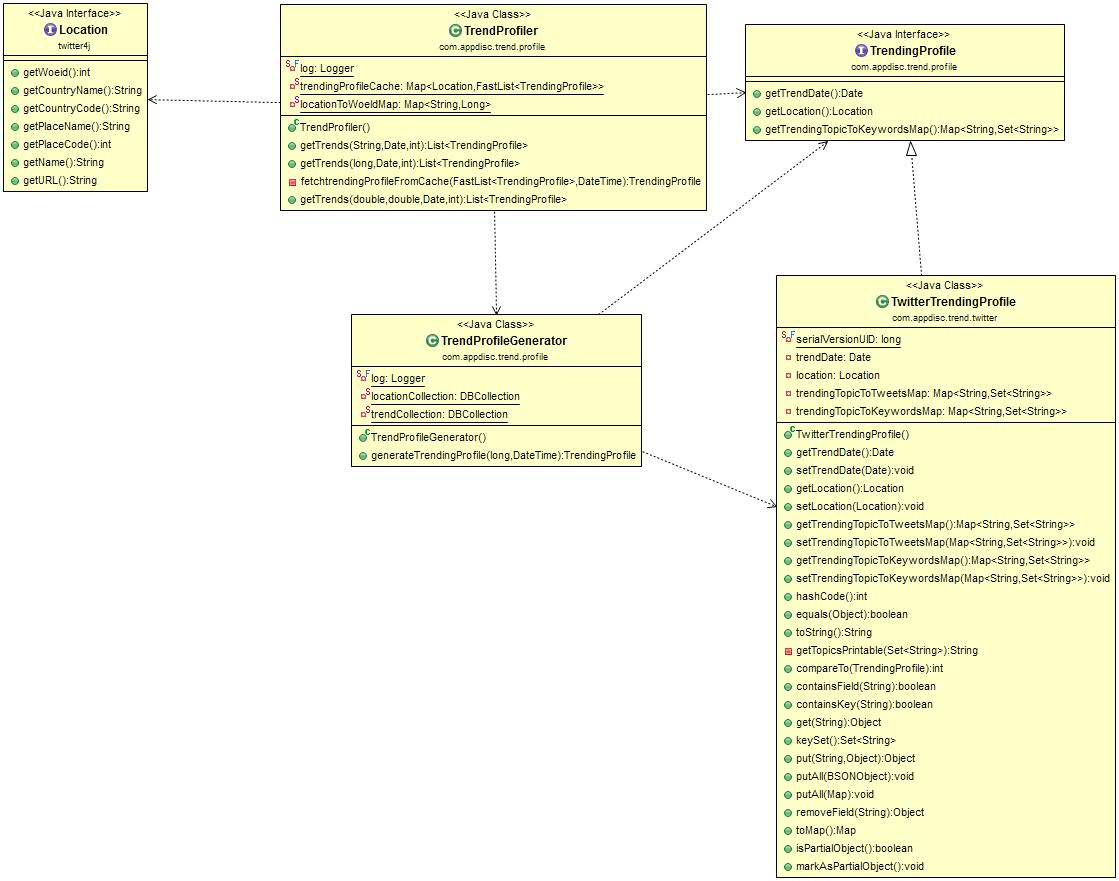 <<Java Interface>>
Location
twitter4j
getWoeid():int
getCountryName():String
getCountryCode():String
getPlaceName():String
getPlaceCode():int
getName():String
getURL():String
<<Java Class>>
TrendProfiler
com.appdisc.trend.profile
log: Logger
trendingProfileCache: Map<Location,FastList<TrendingProfile>>
locationToWoeIdMap: Map<String,Long>
TrendProfiler()
getTrends(String,Date,int):List<TrendingProfile>
getTrends(long,Date,int):List<TrendingProfile>
fetchtrendingProfileFromCache(FastList<TrendingProfile>,DateTime):TrendingProfile
getTrends(double,double,Date,int):List<TrendingProfile>
<<Java Interface>>
TrendingProfile
com.appdisc.trend.profile
getTrendDate():Date
getLocation():Location
getTrendingTopicToKeywordsMap():Map<String,Set<String>>
<<Java Class>>
TrendProfileGenerator
com.appdisc.trend.profile
log: Logger
locationCollection: DBCollection
trendCollection: DBCollection
TrendProfileGenerator()
generateTrendingProfile(long,DateTime):TrendingProfile
<<Java Class>>
TwitterTrendingProfile
com.appdisc.trend.twitter
serialVersionUID: long
trendDate: Date
location: Location
trendingTopicToTweetsMap: Map<String,Set<String>>
trendingTopicToKeywordsMap: Map<String,Set<String>>
TwitterTrendingProfile()
getTrendDate():Date
setTrendDate(Date):void
getLocation():Location
setLocation(Location):void
getTrendingTopicToTweetsMap():Map<String,Set<String>>
setTrendingTopicToTweetsMap(Map<String,Set<String>>):void
getTrendingTopicToKeywordsMap():Map<String,Set<String>>
setTrendingTopicToKeywordsMap(Map<String,Set<String>>):void
hashCode():int
equals(Object):boolean
toString():String
getTopicsPrintable(Set<String>):String
compareTo(TrendingProfile):int
containsField(String):boolean
containsKey(String):boolean
get(String):Object
keySet():Set<String>
put(String,Object):Object
putAll(BSONObject):void
putAll(Map):void
removeField(String):Object
toMap():Map
isPartialObject():boolean
markAsPartialObject():void